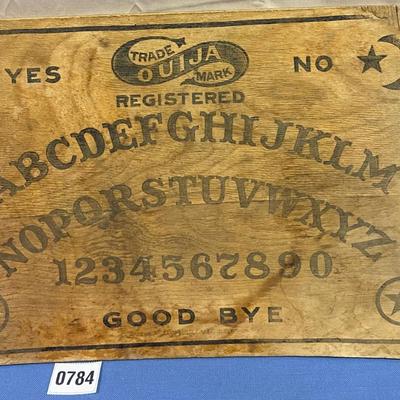 TRADE
YES OUIJA NO
MARK
REGISTERED
ABCDEFGHIJKLM
NOPQRSTUVWXYZ
1234567890
GOOD BYE
0784